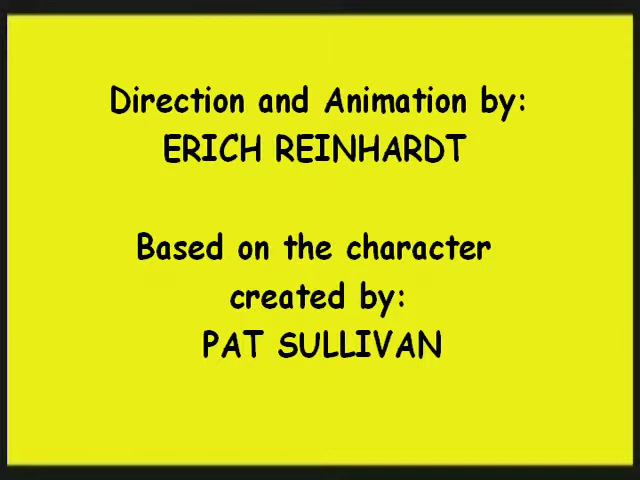 Direction and Animation by:
ERICH REINHARDT
Based on the character
created by:
PAT SULLIVAN